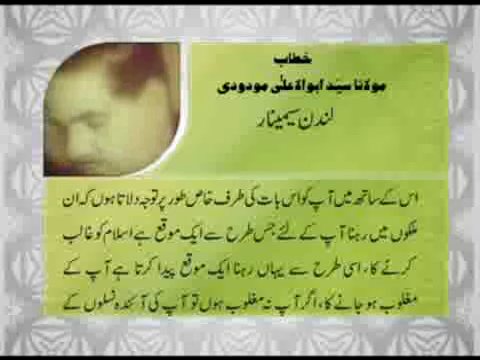 خطاب
مولانا سیّد ابوالاعلیٰ مودودی
لندن سیمینار
اس کے ساتھ میں آپ کو اس بات کی طرف خاص طور پر توجہ دلاتا ہوں کہ ان
ملکوں میں رہنا آپ کے لئے جس طرح سے ایک موقع ہے اسلام کو غالب
کرنے کا، اسی طرح سے یہاں رہنا ایک موقع پیدا کرتا ہے آپ کے
مغلوب ہو جانے کا، اگر آپ نہ مغلوب ہوں تو آپ کی آئندہ نسلوں کے